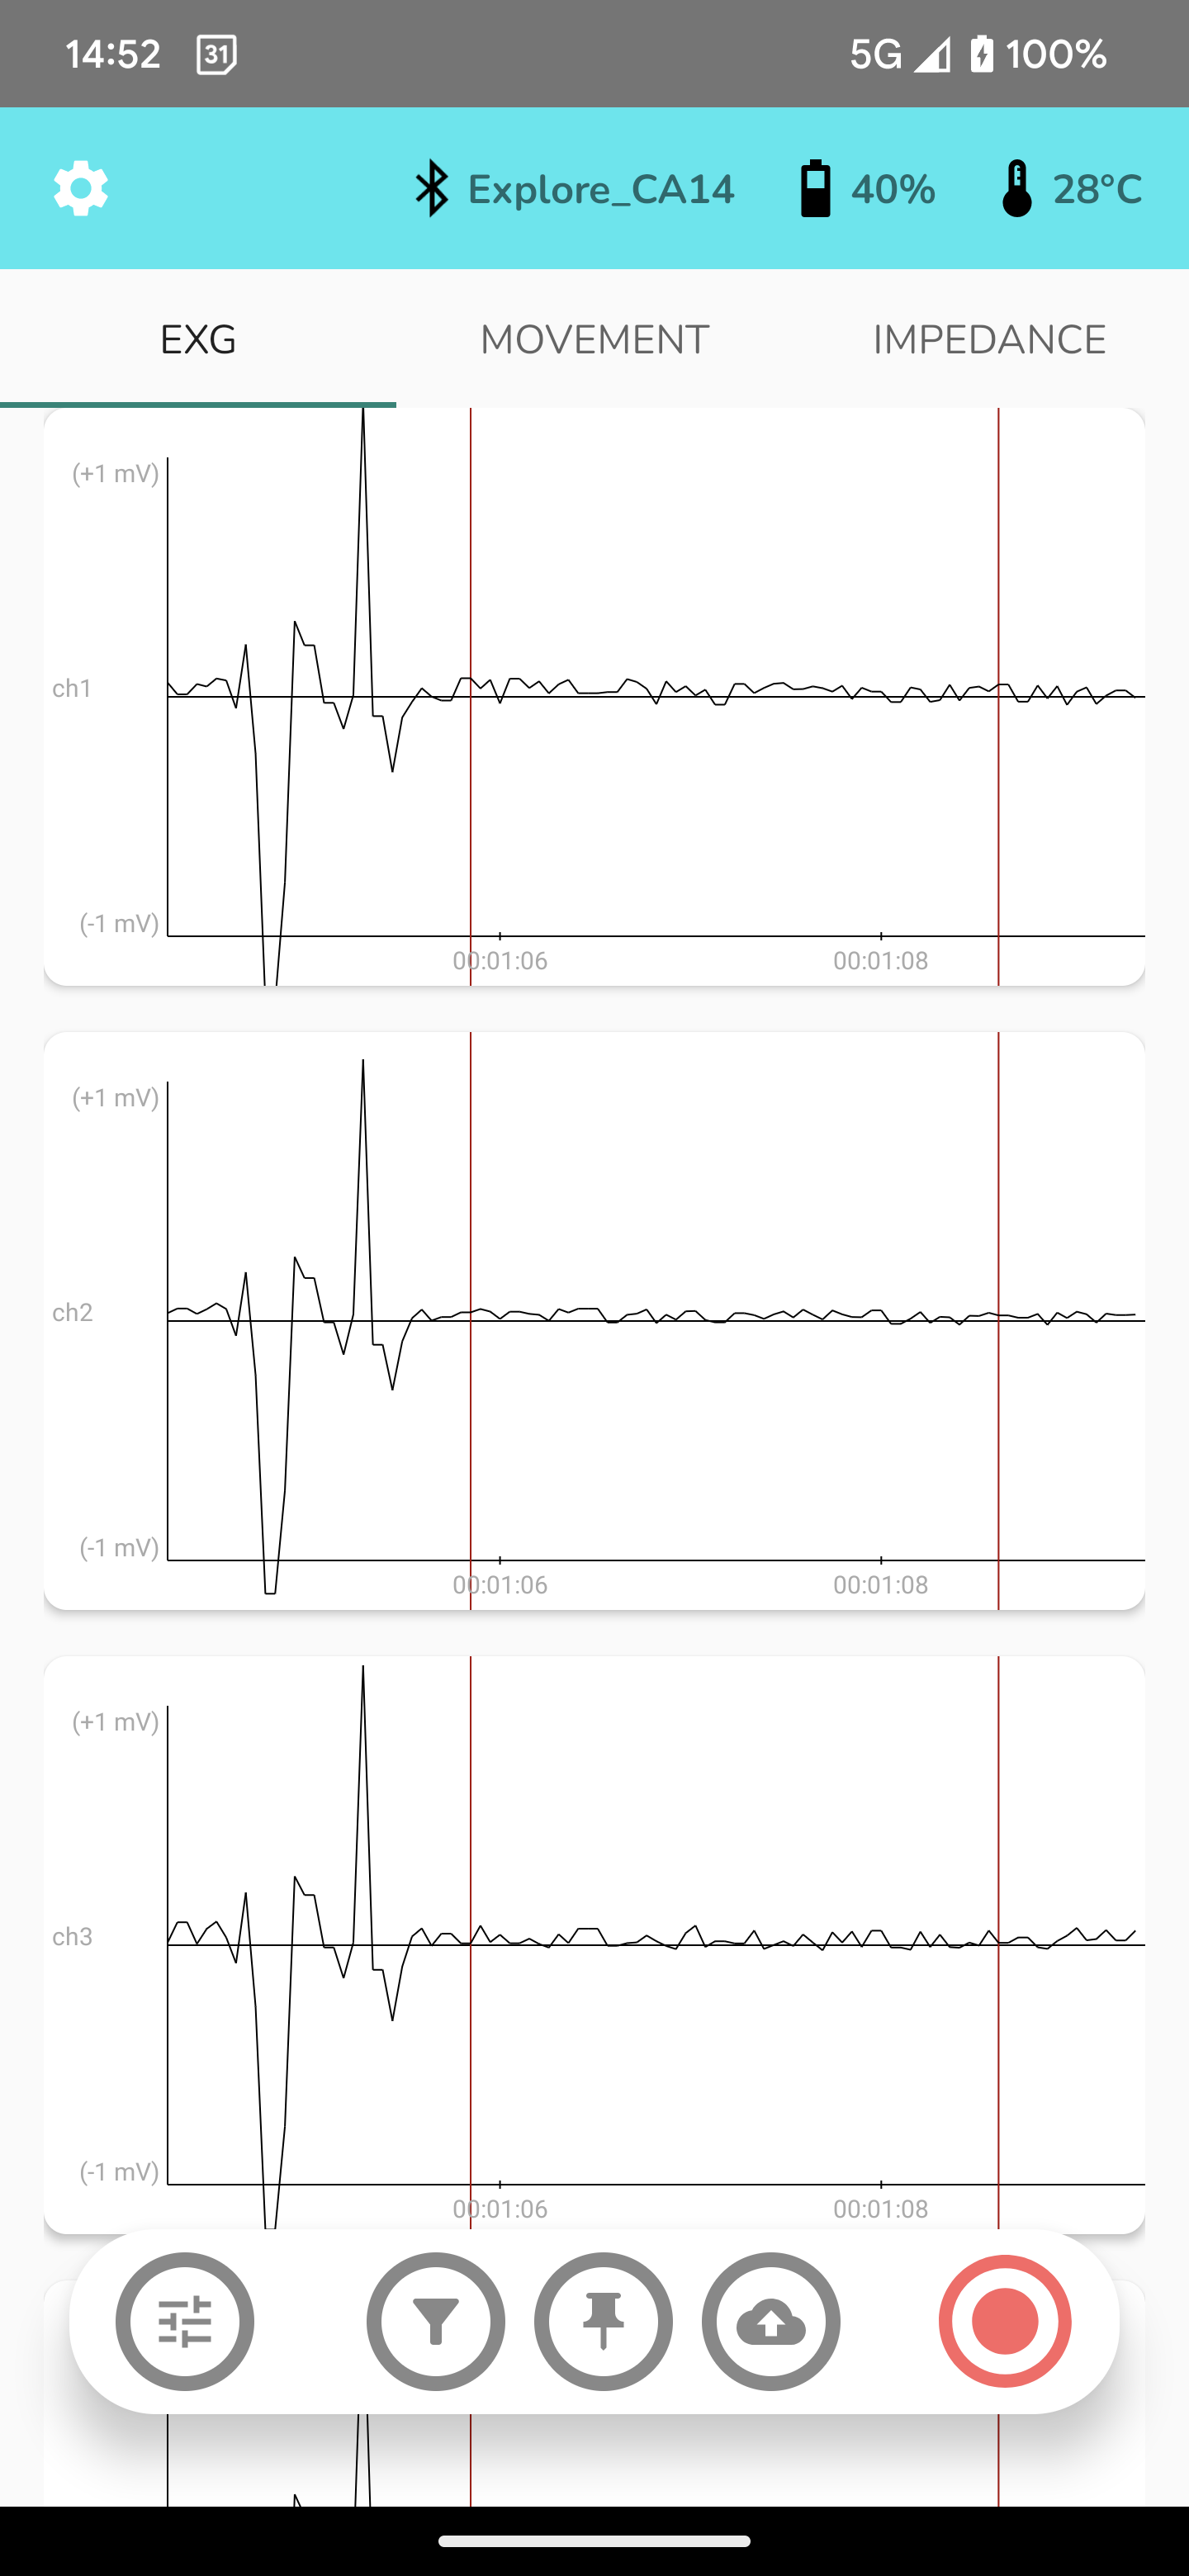 14:52 31 5G 100%
Explore_CA14 40% 28°C
EXG MOVEMENT IMPEDANCE
(+1 mV)
ch1
(-1 mV)
00:01:06 00:01:08
(+1 mV)
ch2
(-1 mV)
00:01:06 00:01:08
(+1 mV)
ch3
(-1 mV)
00:01:06 00:01:08